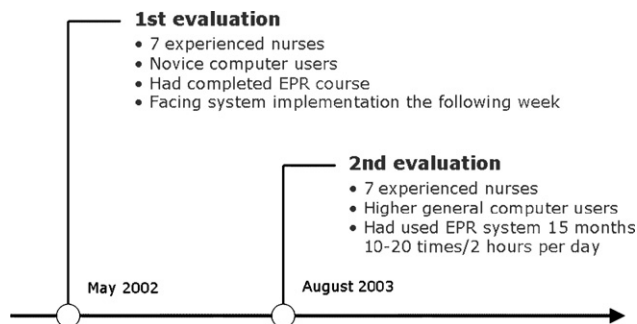 1st evaluation
• 7 experienced nurses
• Novice computer users
• Had completed EPR course
• Facing system implementation the following week
2nd evaluation
• 7 experienced nurses
• Higher general computer users
• Had used EPR system 15 months
10-20 times/2 hours per day
May 2002
August 2003